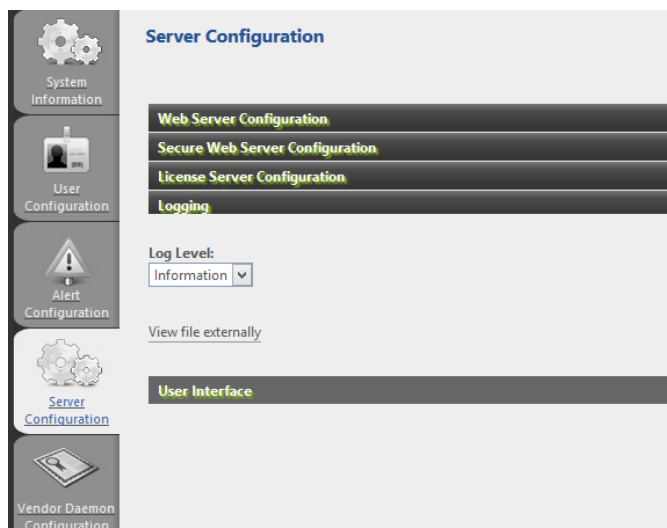 Server Configuration
System
Information
User
Configuration
Alert
Configuration
Server
Configuration
Vendor Daemon
Configuration
Web Server Configuration
Secure Web Server Configuration
License Server Configuration
Logging
Log Level:
Information
View file externally
User Interface